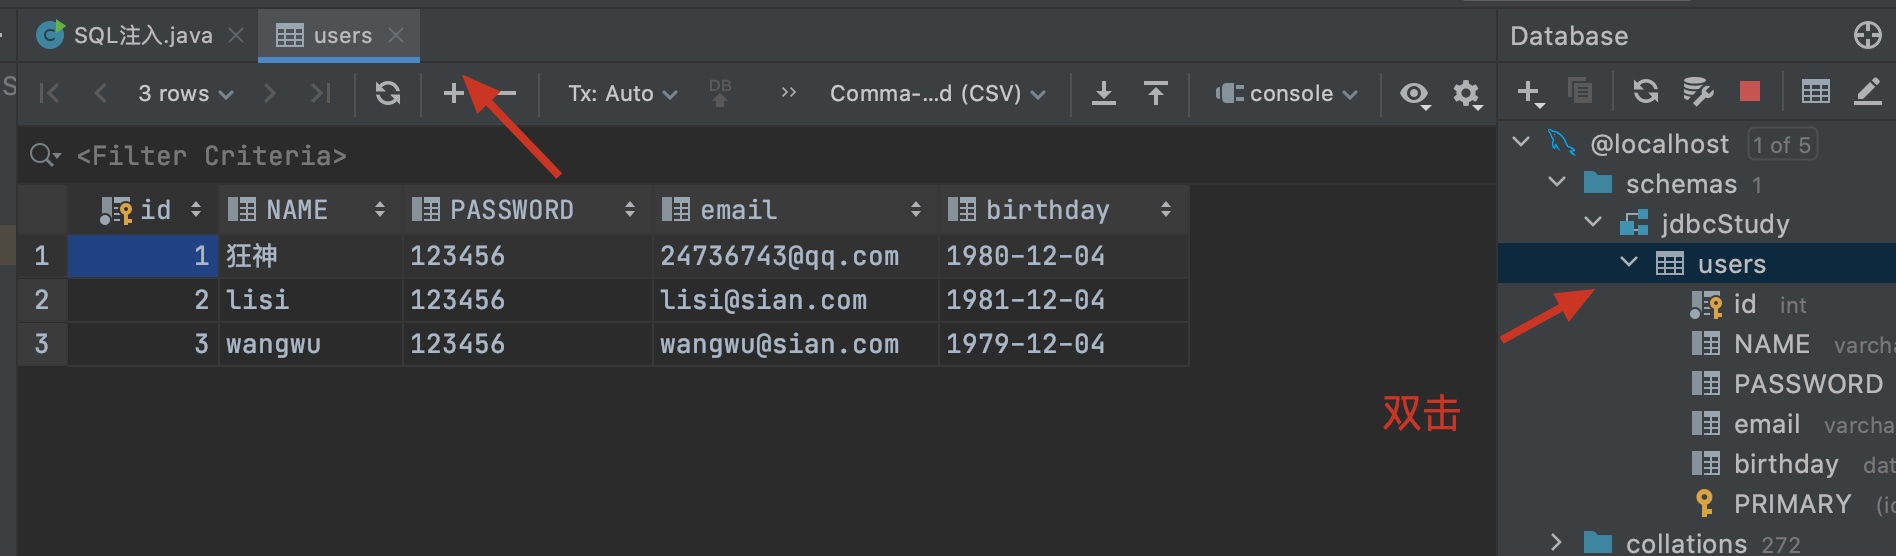 SQL注入.java
users
Database
3 rows
Tx: Auto
DB
Comma-...d (CSV)
console
<Filter Criteria>
id NAME PASSWORD email birthday
1 1 狂神 123456 24736743@qq.com 1980-12-04
2 2 lisi 123456 lisi@sian.com 1981-12-04
3 3 wangwu 123456 wangwu@sian.com 1979-12-04
双击
@localhost 1 of 5
schemas 1
jdbcStudy
users
id int
NAME varcha
PASSWORD
email varcha
birthday dat
PRIMARY (ic
collations 272